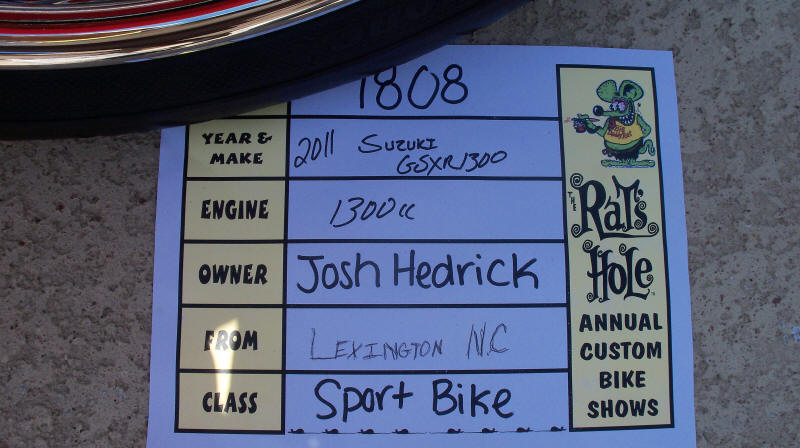 1808
YEAR & MAKE
2011 SUZUKI
GSXR1300
ENGINE
1300cc
OWNER
Josh Hedrick
FROM
LEXINGTON N.C
CLASS
Sport Bike
THE
RAT'S
HOLE
ANNUAL
CUSTOM
BIKE
SHOWS